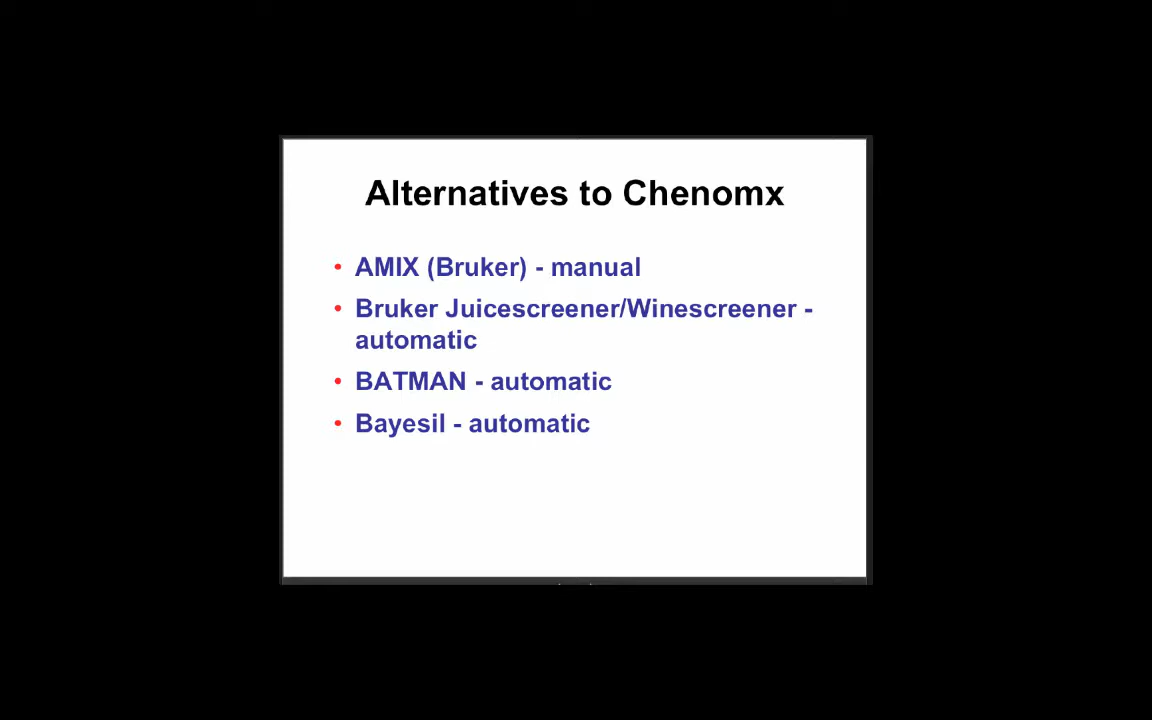 Alternatives to Chenomx
• AMIX (Bruker) - manual
• Bruker Juicescreener/Winescreener -
automatic
• BATMAN - automatic
• Bayesil - automatic